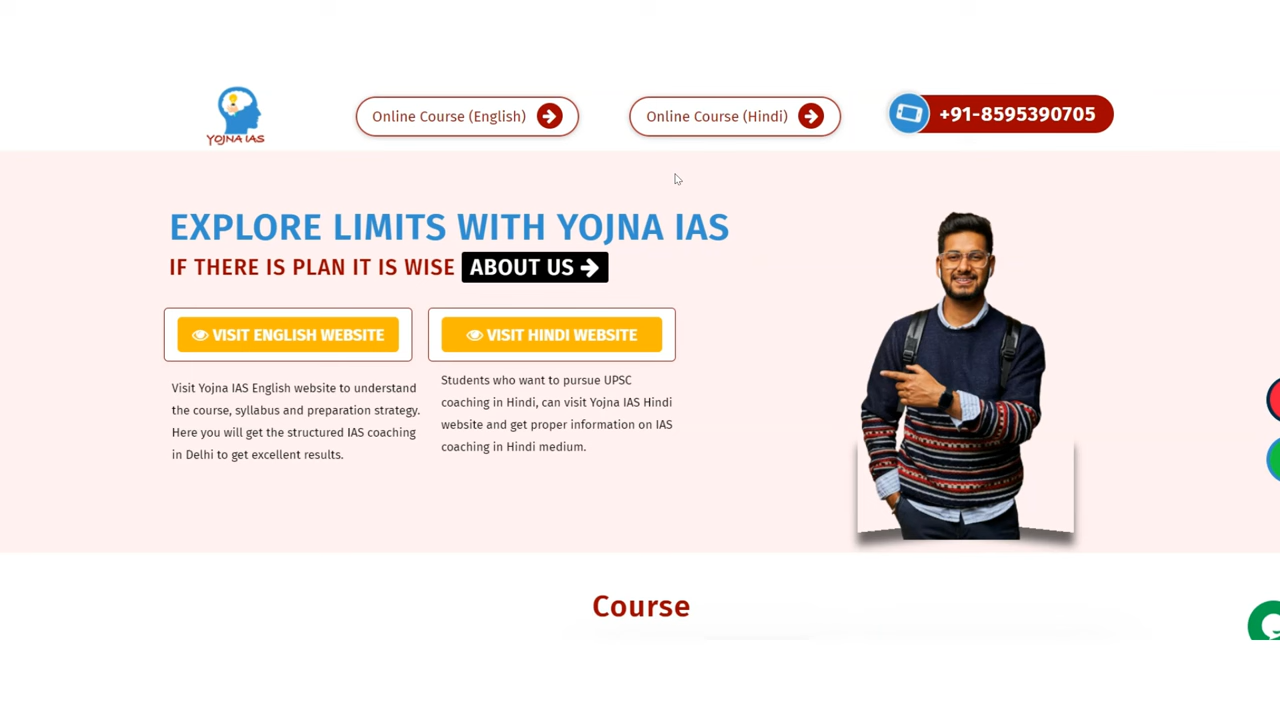 YOJNA IAS
Online Course (English)
Online Course (Hindi)
+91-8595390705
EXPLORE LIMITS WITH YOJNA IAS
IF THERE IS PLAN IT IS WISE ABOUT US
VISIT ENGLISH WEBSITE
Visit Yojna IAS English website to understand
the course, syllabus and preparation strategy.
Here you will get the structured IAS coaching
in Delhi to get excellent results.
VISIT HINDI WEBSITE
Students who want to pursue UPSC
coaching in Hindi, can visit Yojna IAS Hindi
website and get proper information on IAS
coaching in Hindi medium.
Course